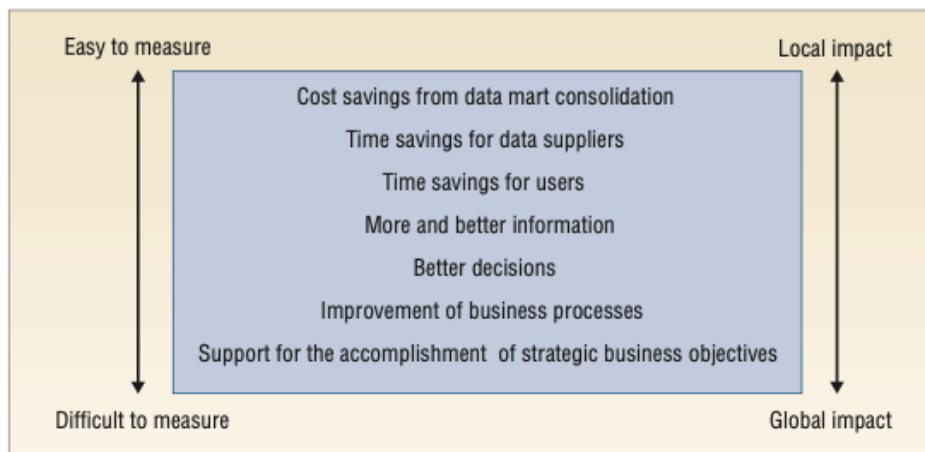 Easy to measure
Local impact
Cost savings from data mart consolidation
Time savings for data suppliers
Time savings for users
More and better information
Better decisions
Improvement of business processes
Support for the accomplishment of strategic business objectives
Difficult to measure
Global impact